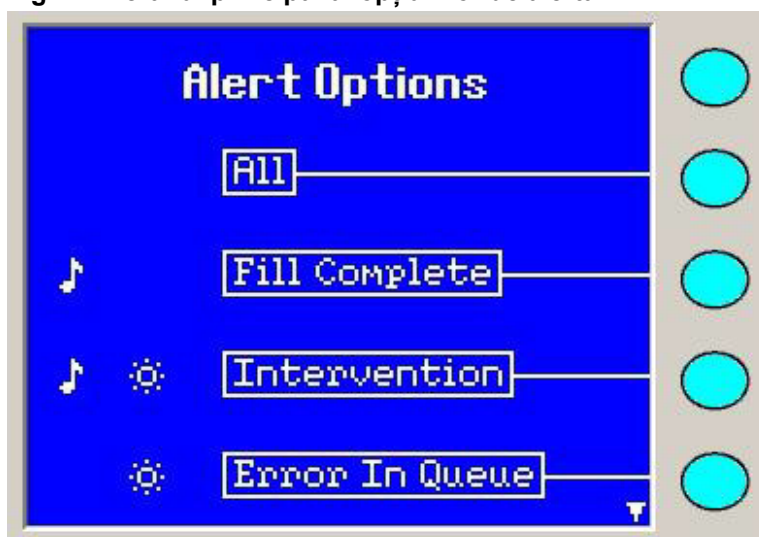 Alert Options
All
Fill Complete
Intervention
Error In Queue